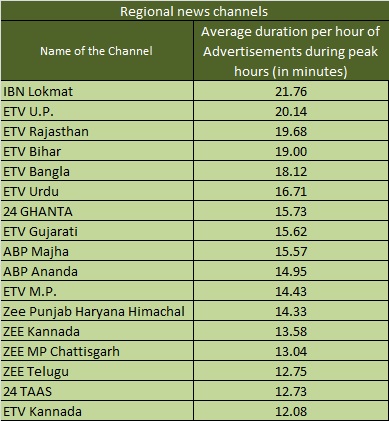 Regional news channels
Name of the Channel
Average duration per hour of
Advertisements during peak
hours (in minutes)
IBN Lokmat 21.76
ETV U.P. 20.14
ETV Rajasthan 19.68
ETV Bihar 19.00
ETV Bangla 18.12
ETV Urdu 16.71
24 GHANTA 15.73
ETV Gujarati 15.62
ABP Majha 15.57
ABP Ananda 14.95
ETV M.P. 14.43
Zee Punjab Haryana Himachal 14.33
ZEE Kannada 13.58
ZEE MP Chattisgarh 13.04
ZEE Telugu 12.75
24 TAAS 12.73
ETV Kannada 12.08